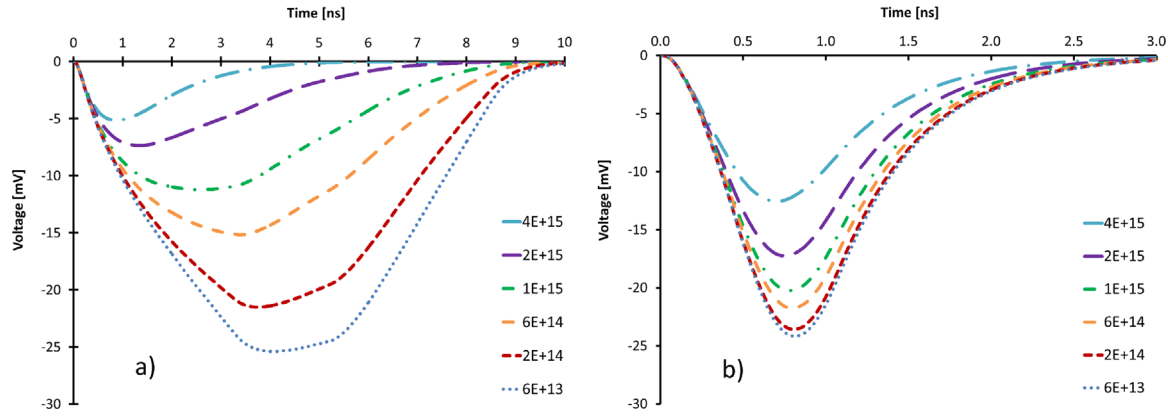 a)
Time [ns]
0 1 2 3 4 5 6 7 8 9 10
0
-5
-10
-15
-20
-25
-30
Voltage [mV]
4E+15
2E+15
1E+15
6E+14
2E+14
6E+13
a)
b)
Time [ns]
0.0 0.5 1.0 1.5 2.0 2.5 3.0
0
-5
-10
-15
-20
-25
-30
Voltage [mV]
4E+15
2E+15
1E+15
6E+14
2E+14
6E+13
b)